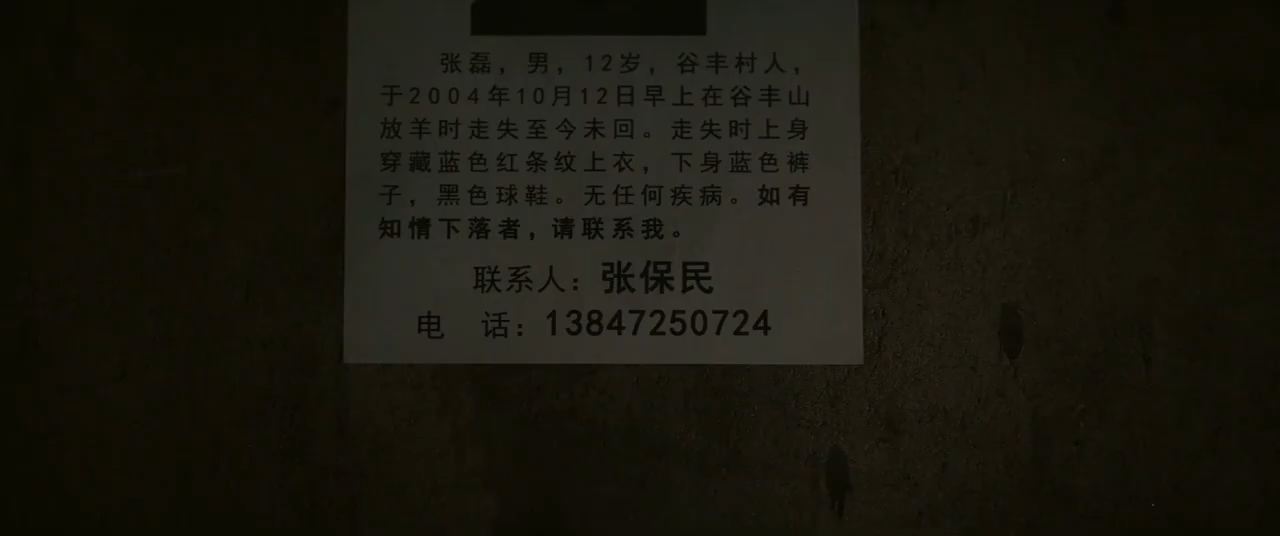 张磊，男，12岁，谷丰村人，
于2004年10月12日早上在谷丰山
放羊时走失至今未回。走失时上身
穿藏蓝色红条纹上衣，下身蓝色裤
子，黑色球鞋。无任何疾病。如有
知情下落者，请联系我。
联系人：张保民
电 话：13847250724